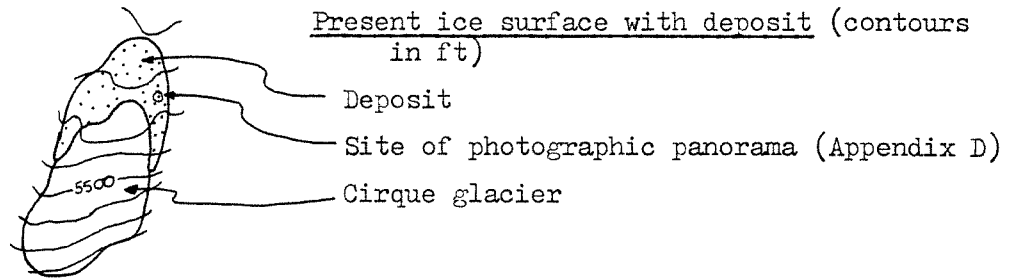 Present ice surface with deposit (contours
in ft)
Deposit
Site of photographic panorama (Appendix D)
5500
Cirque glacier